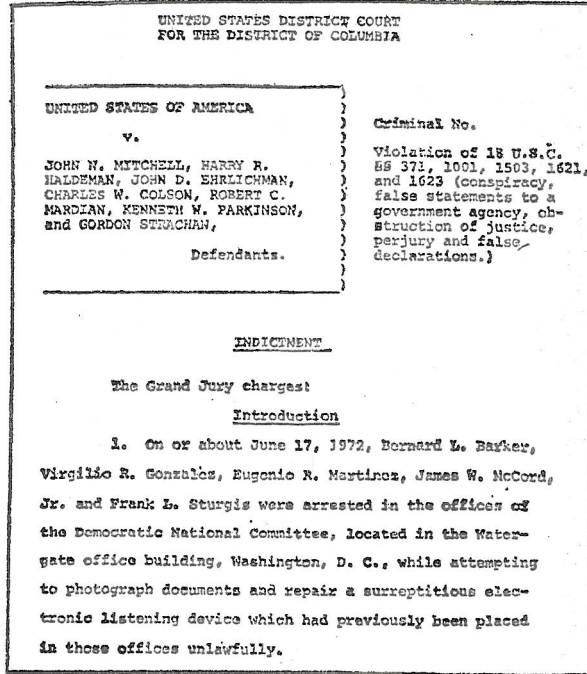 UNITED STATES DISTRICT COURT
FOR THE DISTRICT OF COLUMBIA
UNITED STATES OF AMERICA
v.
JOHN N. MITCHELL, HARRY R.
HALDEMAN, JOHN D. EHRLICHMAN,
CHARLES W. COLSON, ROBERT C.
MARDIAN, KENNETH W. PARKINSON,
and GORDON STRACHAN,
Defendants.
)
)
)
)
)
)
)
)
)
)
)
)
)
Criminal No.
Violation of 18 U.S.C.
§§ 371, 1001, 1503, 1621,
and 1623 (conspiracy,
false statements to a
government agency, ob-
struction of justice,
perjury and false
declarations.)
INDICTMENT
The Grand Jury charges:
Introduction
1. On or about June 17, 1972, Bernard L. Barker,
Virgilio R. Gonzales, Eugenio R. Martinez, James W. McCord,
Jr. and Frank L. Sturgis were arrested in the offices of
the Democratic National Committee, located in the Water-
gate office building, Washington, D. C., while attempting
to photograph documents and repair a surreptitious elec-
tronic listening device which had previously been placed
in those offices unlawfully.